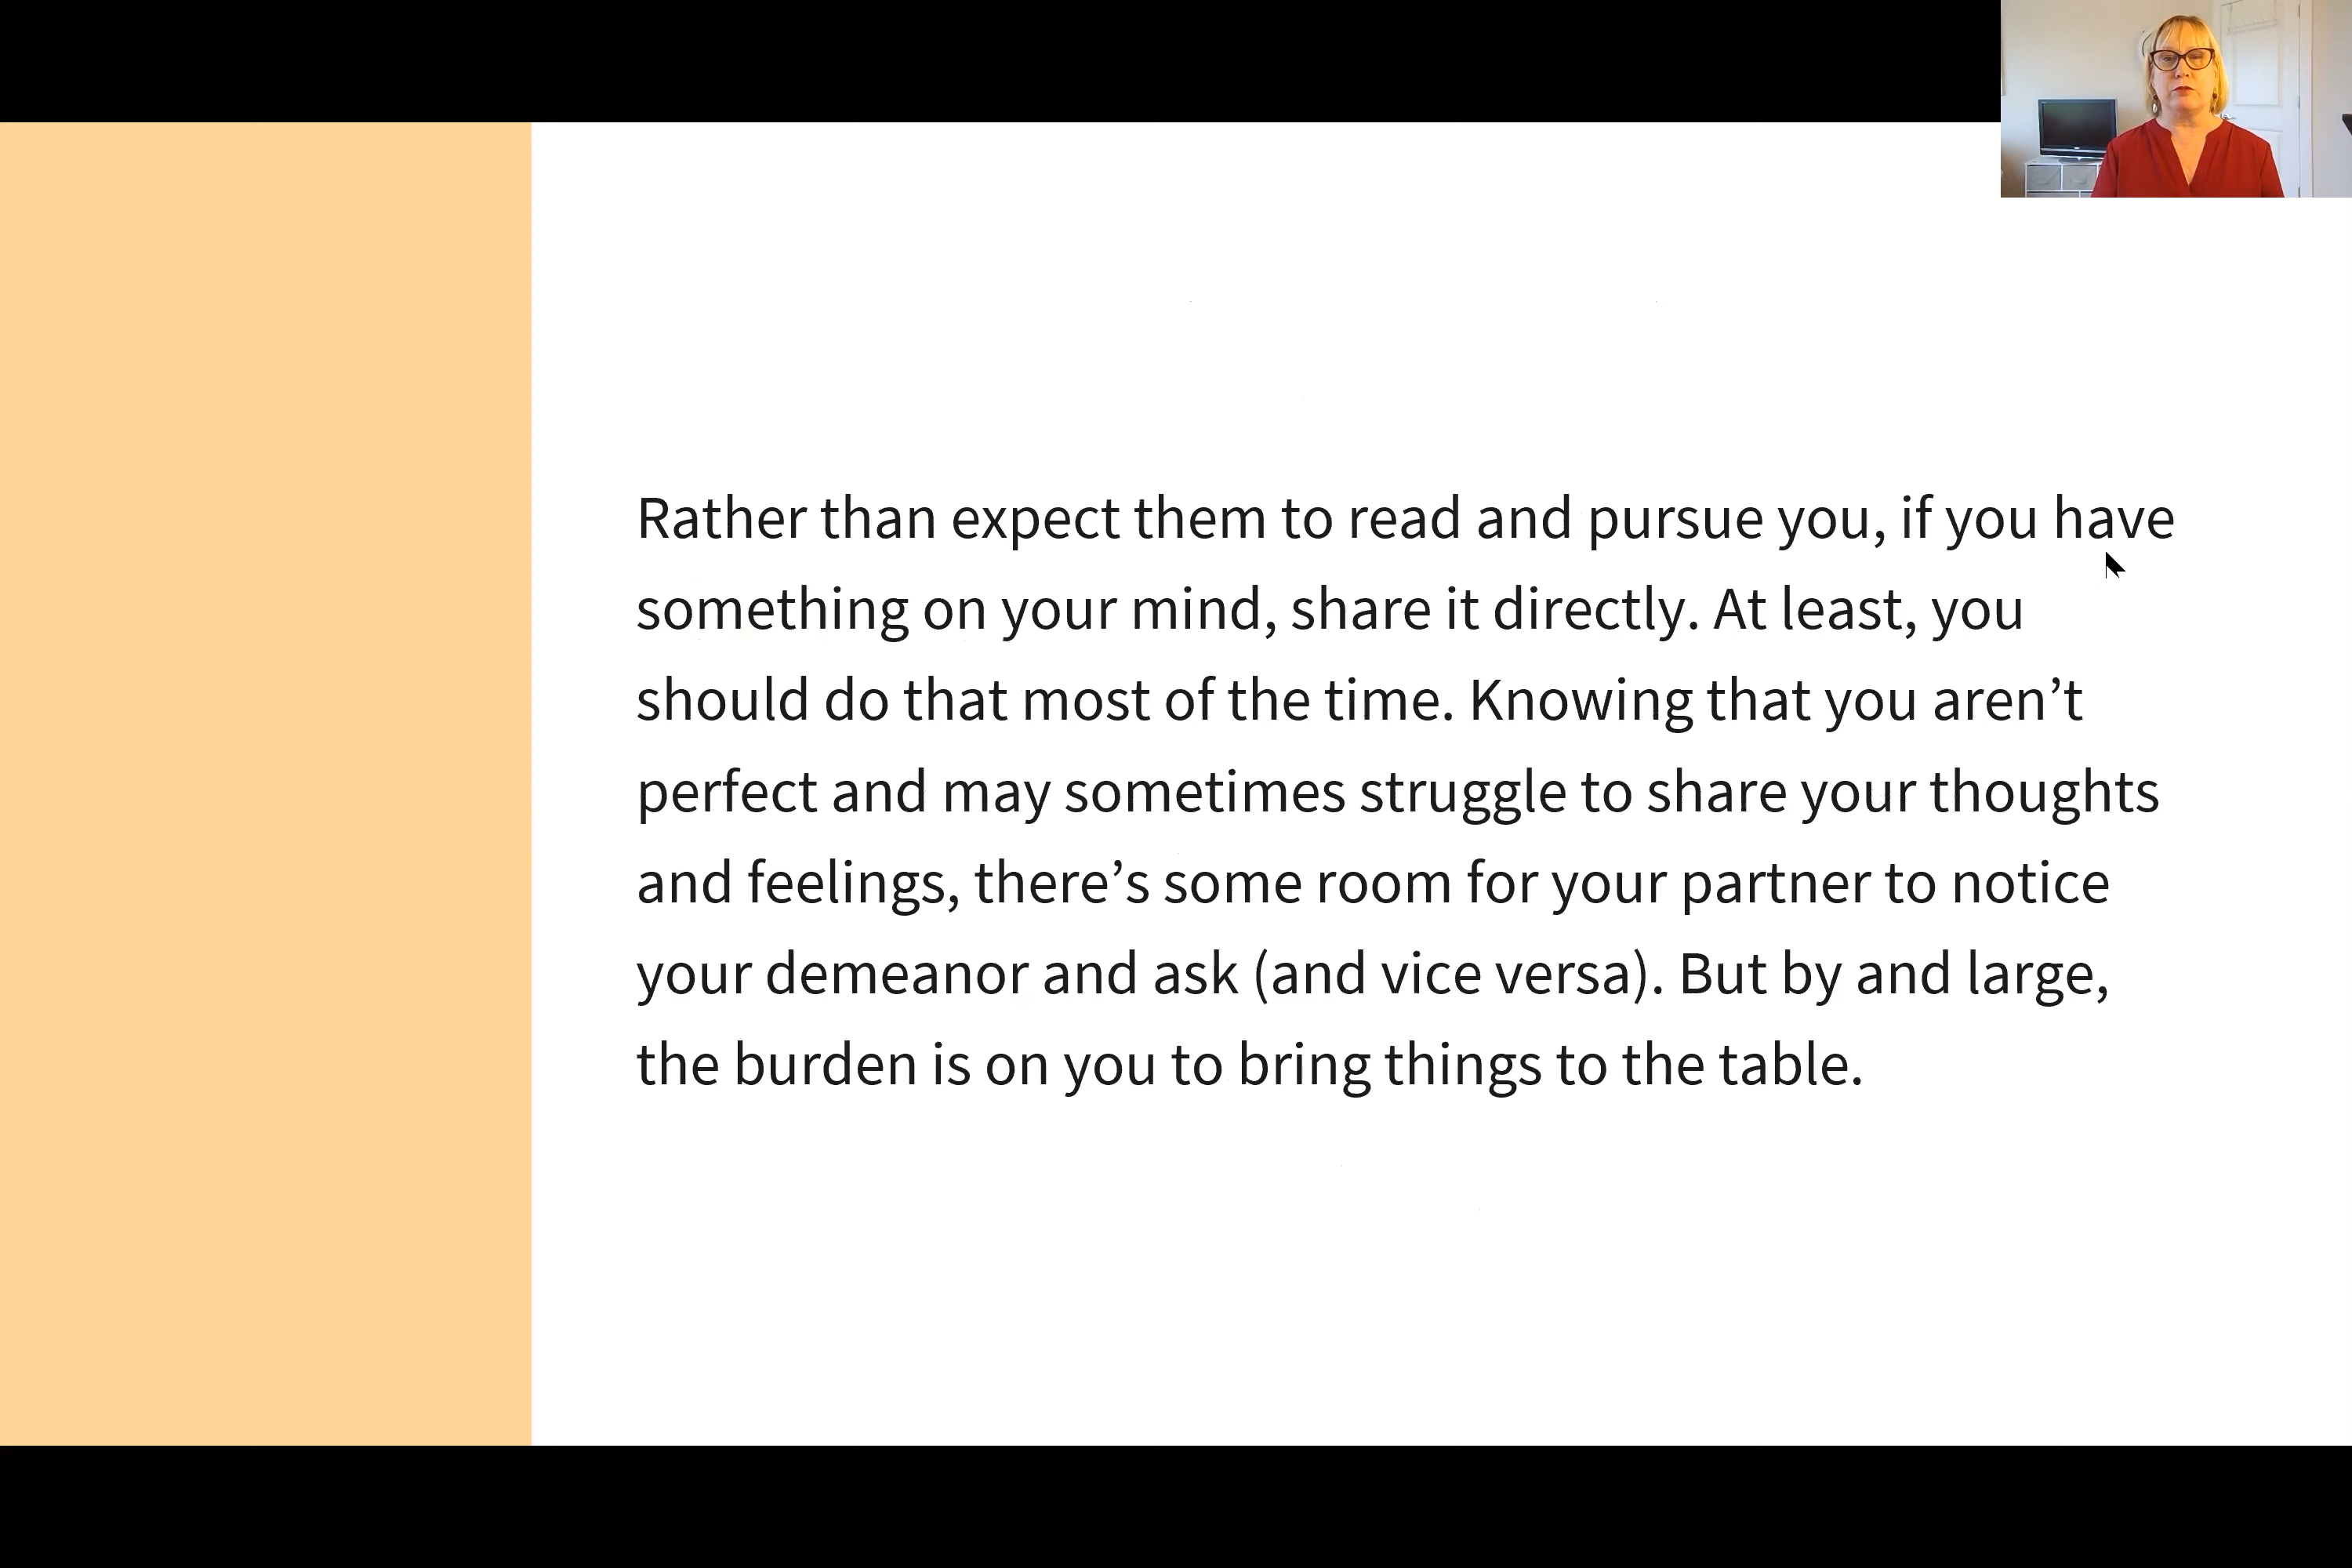 Rather than expect them to read and pursue you, if you have
something on your mind, share it directly. At least, you
should do that most of the time. Knowing that you aren’t
perfect and may sometimes struggle to share your thoughts
and feelings, there’s some room for your partner to notice
your demeanor and ask (and vice versa). But by and large,
the burden is on you to bring things to the table.